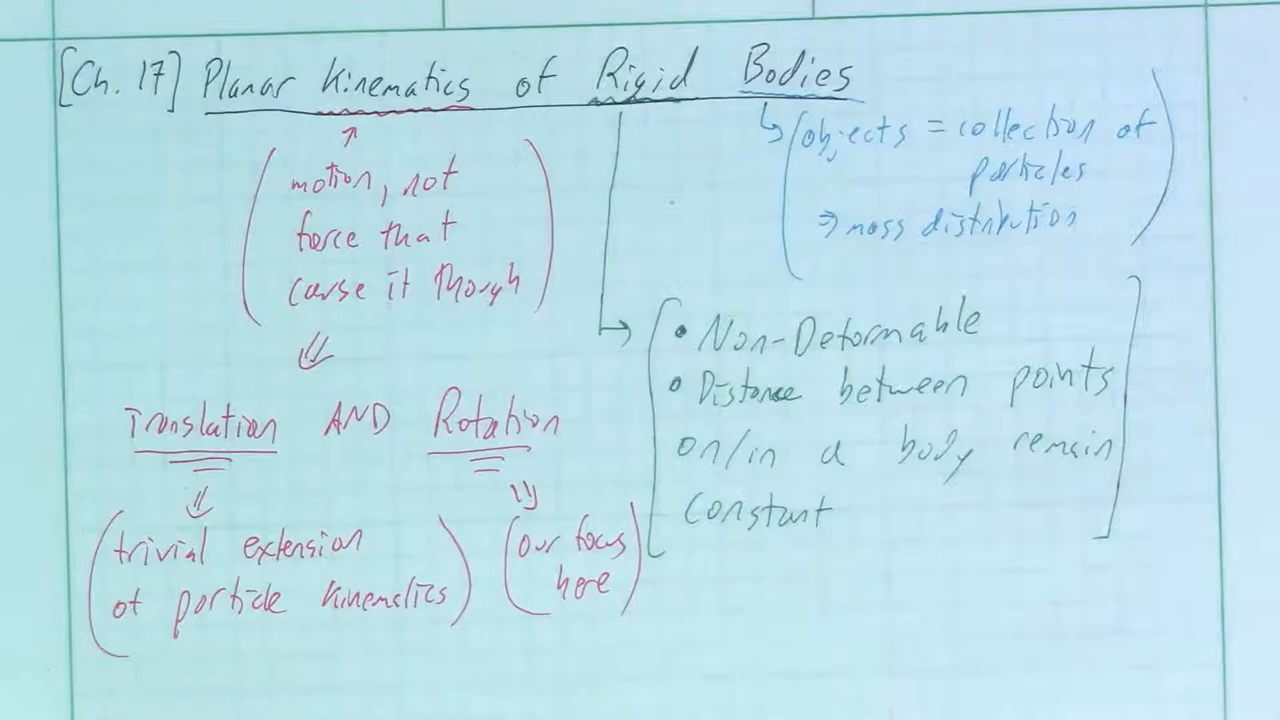 [Ch. 17] Planar Kinematics of Rigid Bodies
(objects = collection of
particles
⇒ mass distribution)
(motion, not
force that
cause it though)
[• Non-Deformable
• Distance between points
on/in a body remain
constant]
Translation AND Rotation
(trivial extension
of particle kinematics)
(our focus
here)